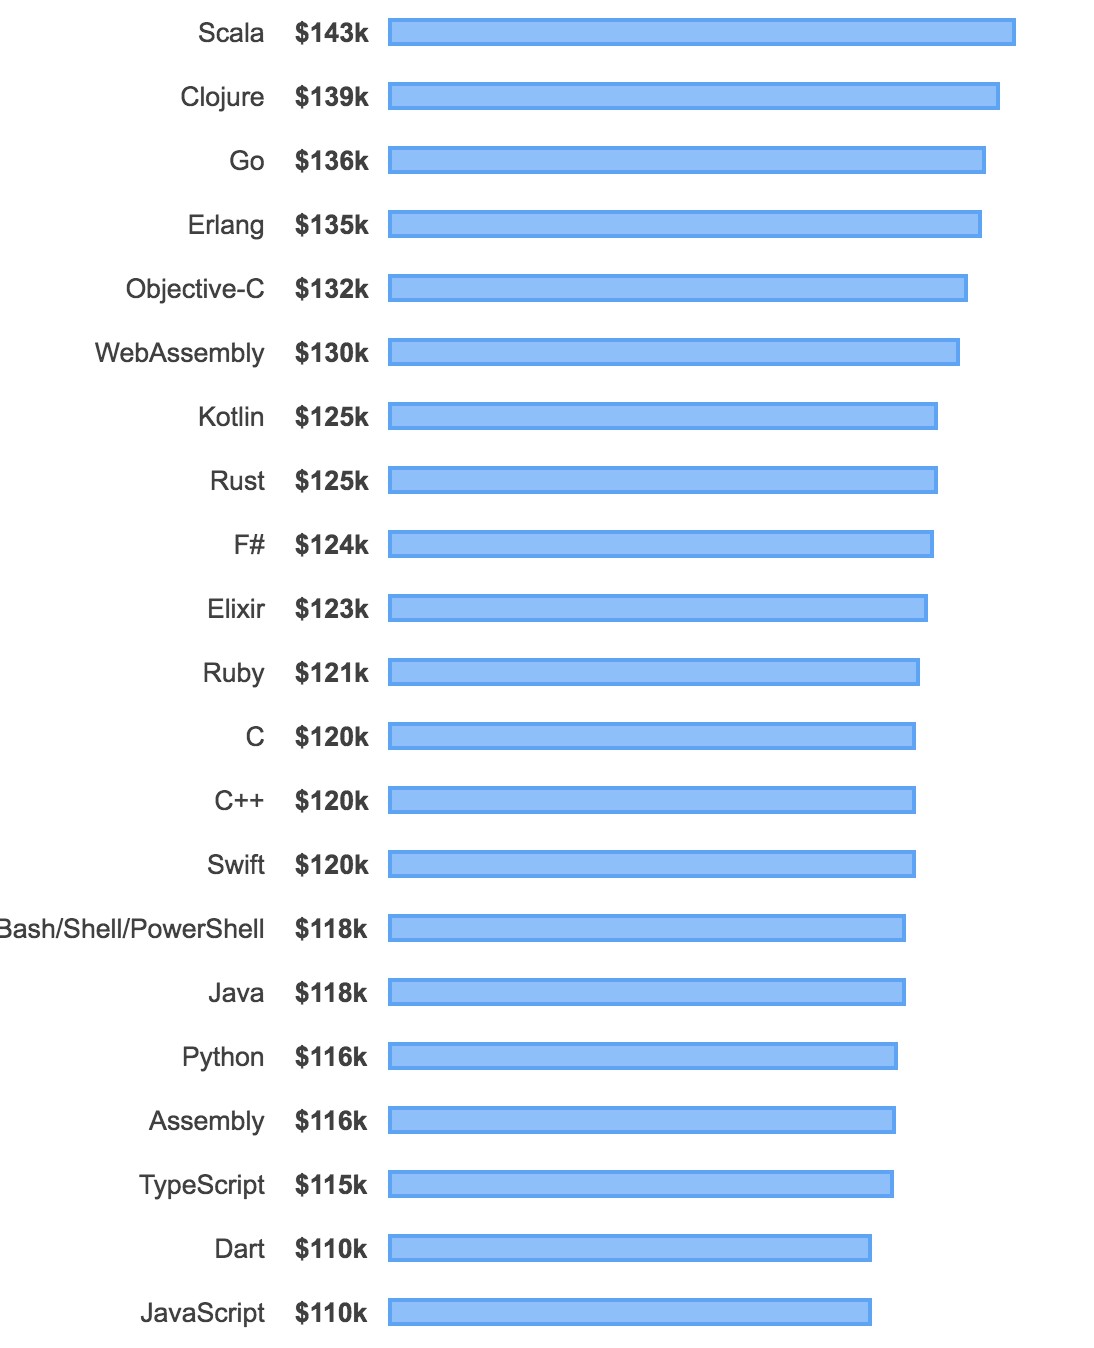 Scala $143k
Clojure $139k
Go $136k
Erlang $135k
Objective-C $132k
WebAssembly $130k
Kotlin $125k
Rust $125k
F# $124k
Elixir $123k
Ruby $121k
C $120k
C++ $120k
Swift $120k
Bash/Shell/PowerShell $118k
Java $118k
Python $116k
Assembly $116k
TypeScript $115k
Dart $110k
JavaScript $110k